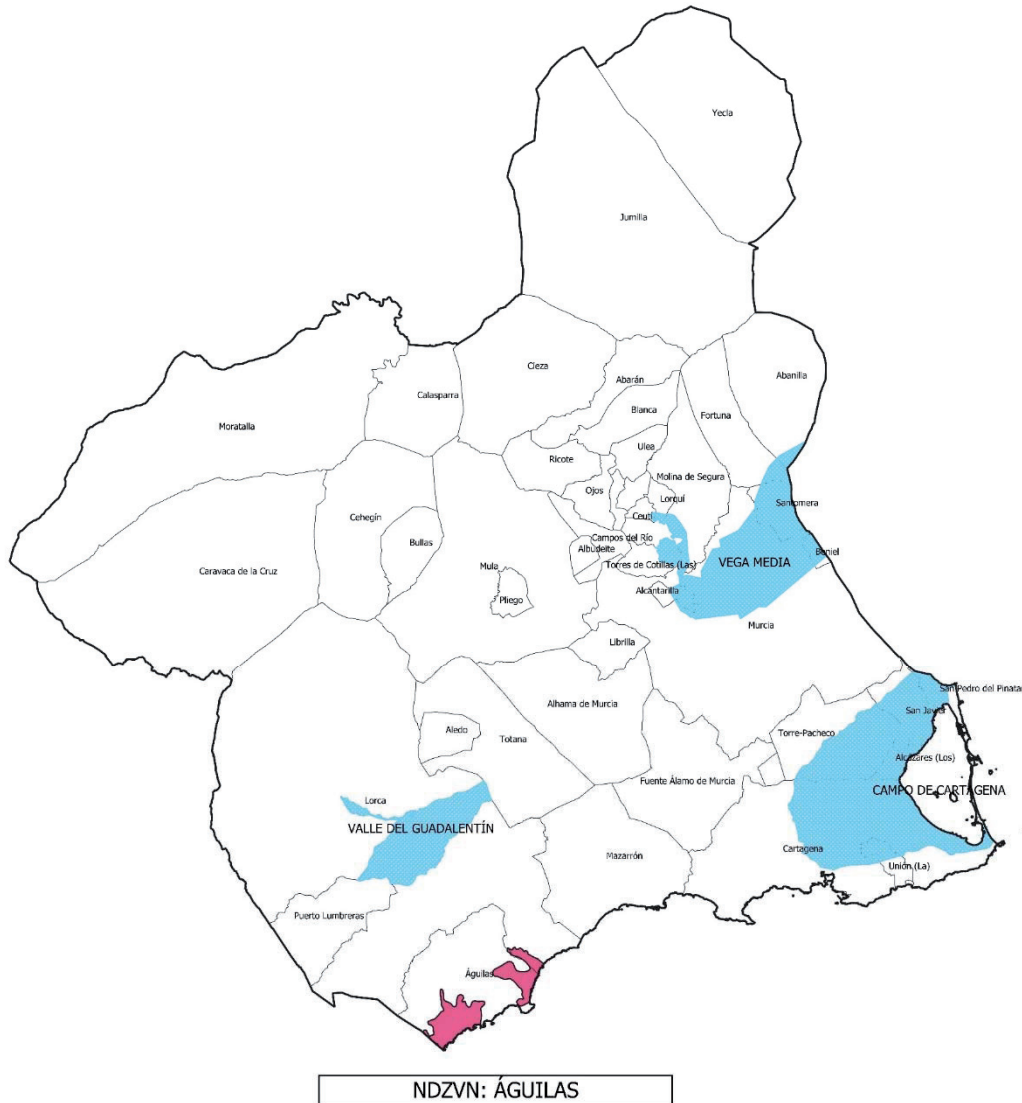 Yecla
Jumilla
Cieza
Abarán
Abanilla
Calasparra
Blanca
Fortuna
Moratalla
Ulea
Ricote
Molina de Segura
Ojos
Lorquí
Santomera
Cehegín
Ceutí
Bullas
Campos del Río
Albudeite
Beniel
Mula
Torres de Cotillas (Las)
VEGA MEDIA
Caravaca de la Cruz
Pliego
Alcantarilla
Murcia
Librilla
San Pedro del Pinatar
Alhama de Murcia
San Javier
Aledo
Totana
Torre-Pacheco
Alcázares (Los)
Fuente Álamo de Murcia
CAMPO DE CARTAGENA
Lorca
VALLE DEL GUADALENTÍN
Mazarrón
Cartagena
Unión (La)
Puerto Lumbreras
Águilas
NDZVN: ÁGUILAS